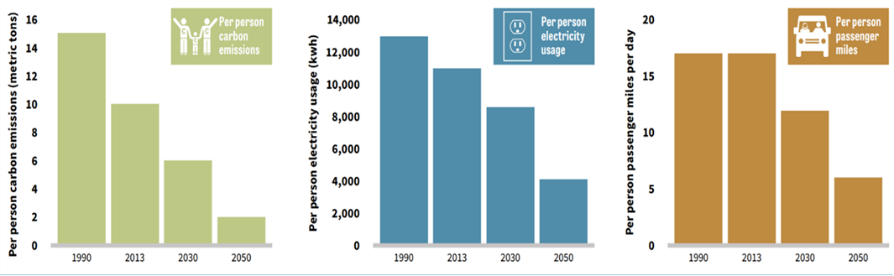 Per person carbon emissions (metric tons)
16
14
12
10
8
6
4
2
0
Per person
carbon
emissions
1990 2013 2030 2050
Per person electricity usage (kwh)
14,000
12,000
10,000
8,000
6,000
4,000
2,000
0
Per person
electricity
usage
1990 2013 2030 2050
Per person passenger miles per day
20
15
10
5
0
Per person
passenger
miles
1990 2013 2030 2050